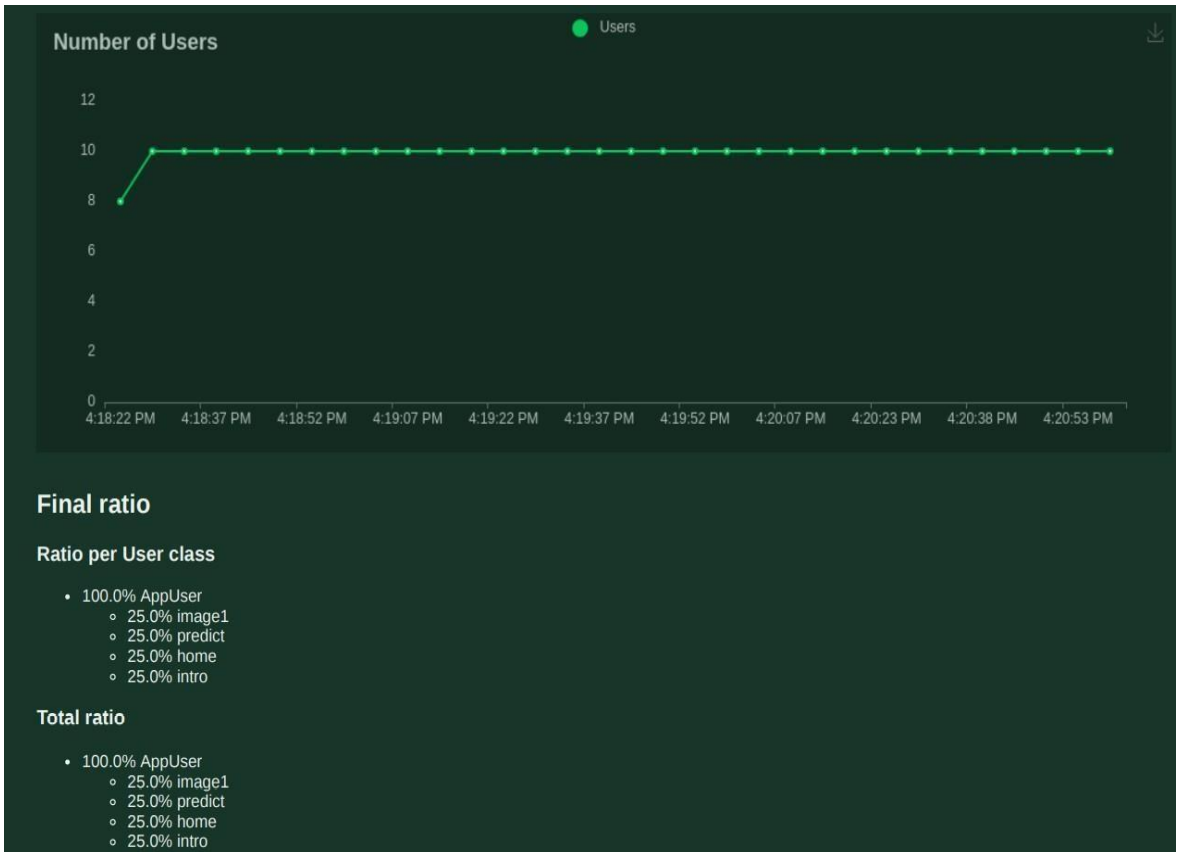 Number of Users
Users
12
10
8
6
4
2
0
4:18:22 PM 4:18:37 PM 4:18:52 PM 4:19:07 PM 4:19:22 PM 4:19:37 PM 4:19:52 PM 4:20:07 PM 4:20:23 PM 4:20:38 PM 4:20:53 PM
Final ratio
Ratio per User class
• 100.0% AppUser
◦ 25.0% image1
◦ 25.0% predict
◦ 25.0% home
◦ 25.0% intro
Total ratio
• 100.0% AppUser
◦ 25.0% image1
◦ 25.0% predict
◦ 25.0% home
◦ 25.0% intro